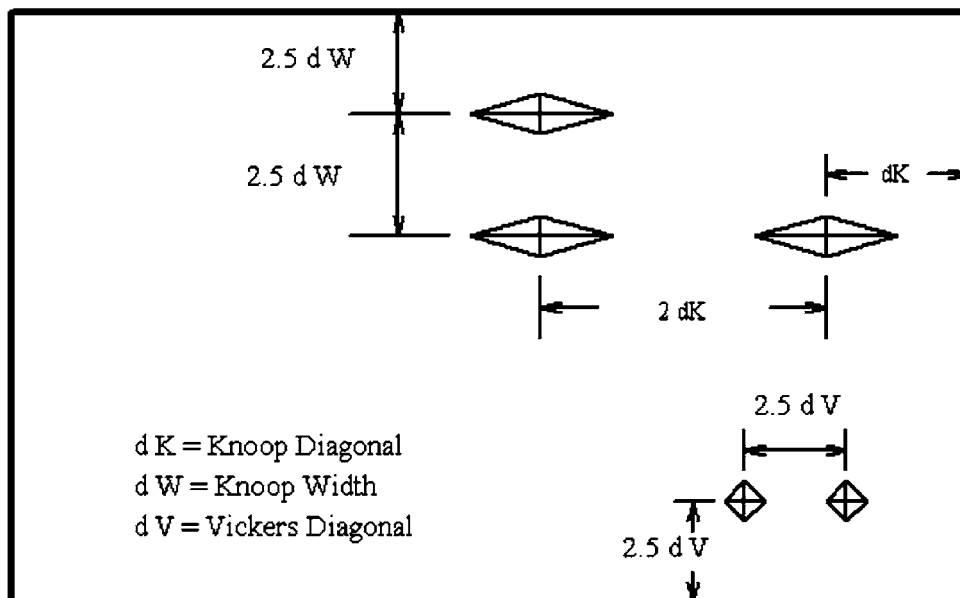 2.5 d W
2.5 d W
dK
2 dK
2.5 d V
d K = Knoop Diagonal
d W = Knoop Width
d V = Vickers Diagonal
2.5 d V